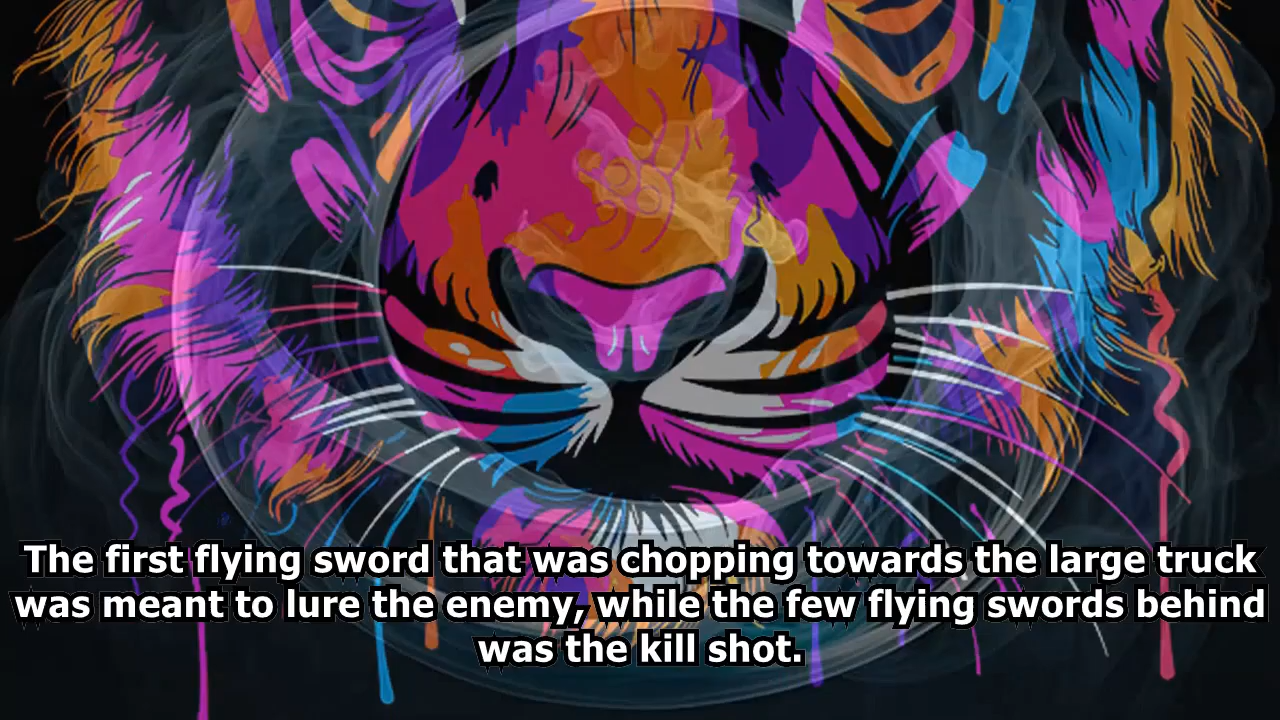 The first flying sword that was chopping towards the large truck
was meant to lure the enemy, while the few flying swords behind
was the kill shot.